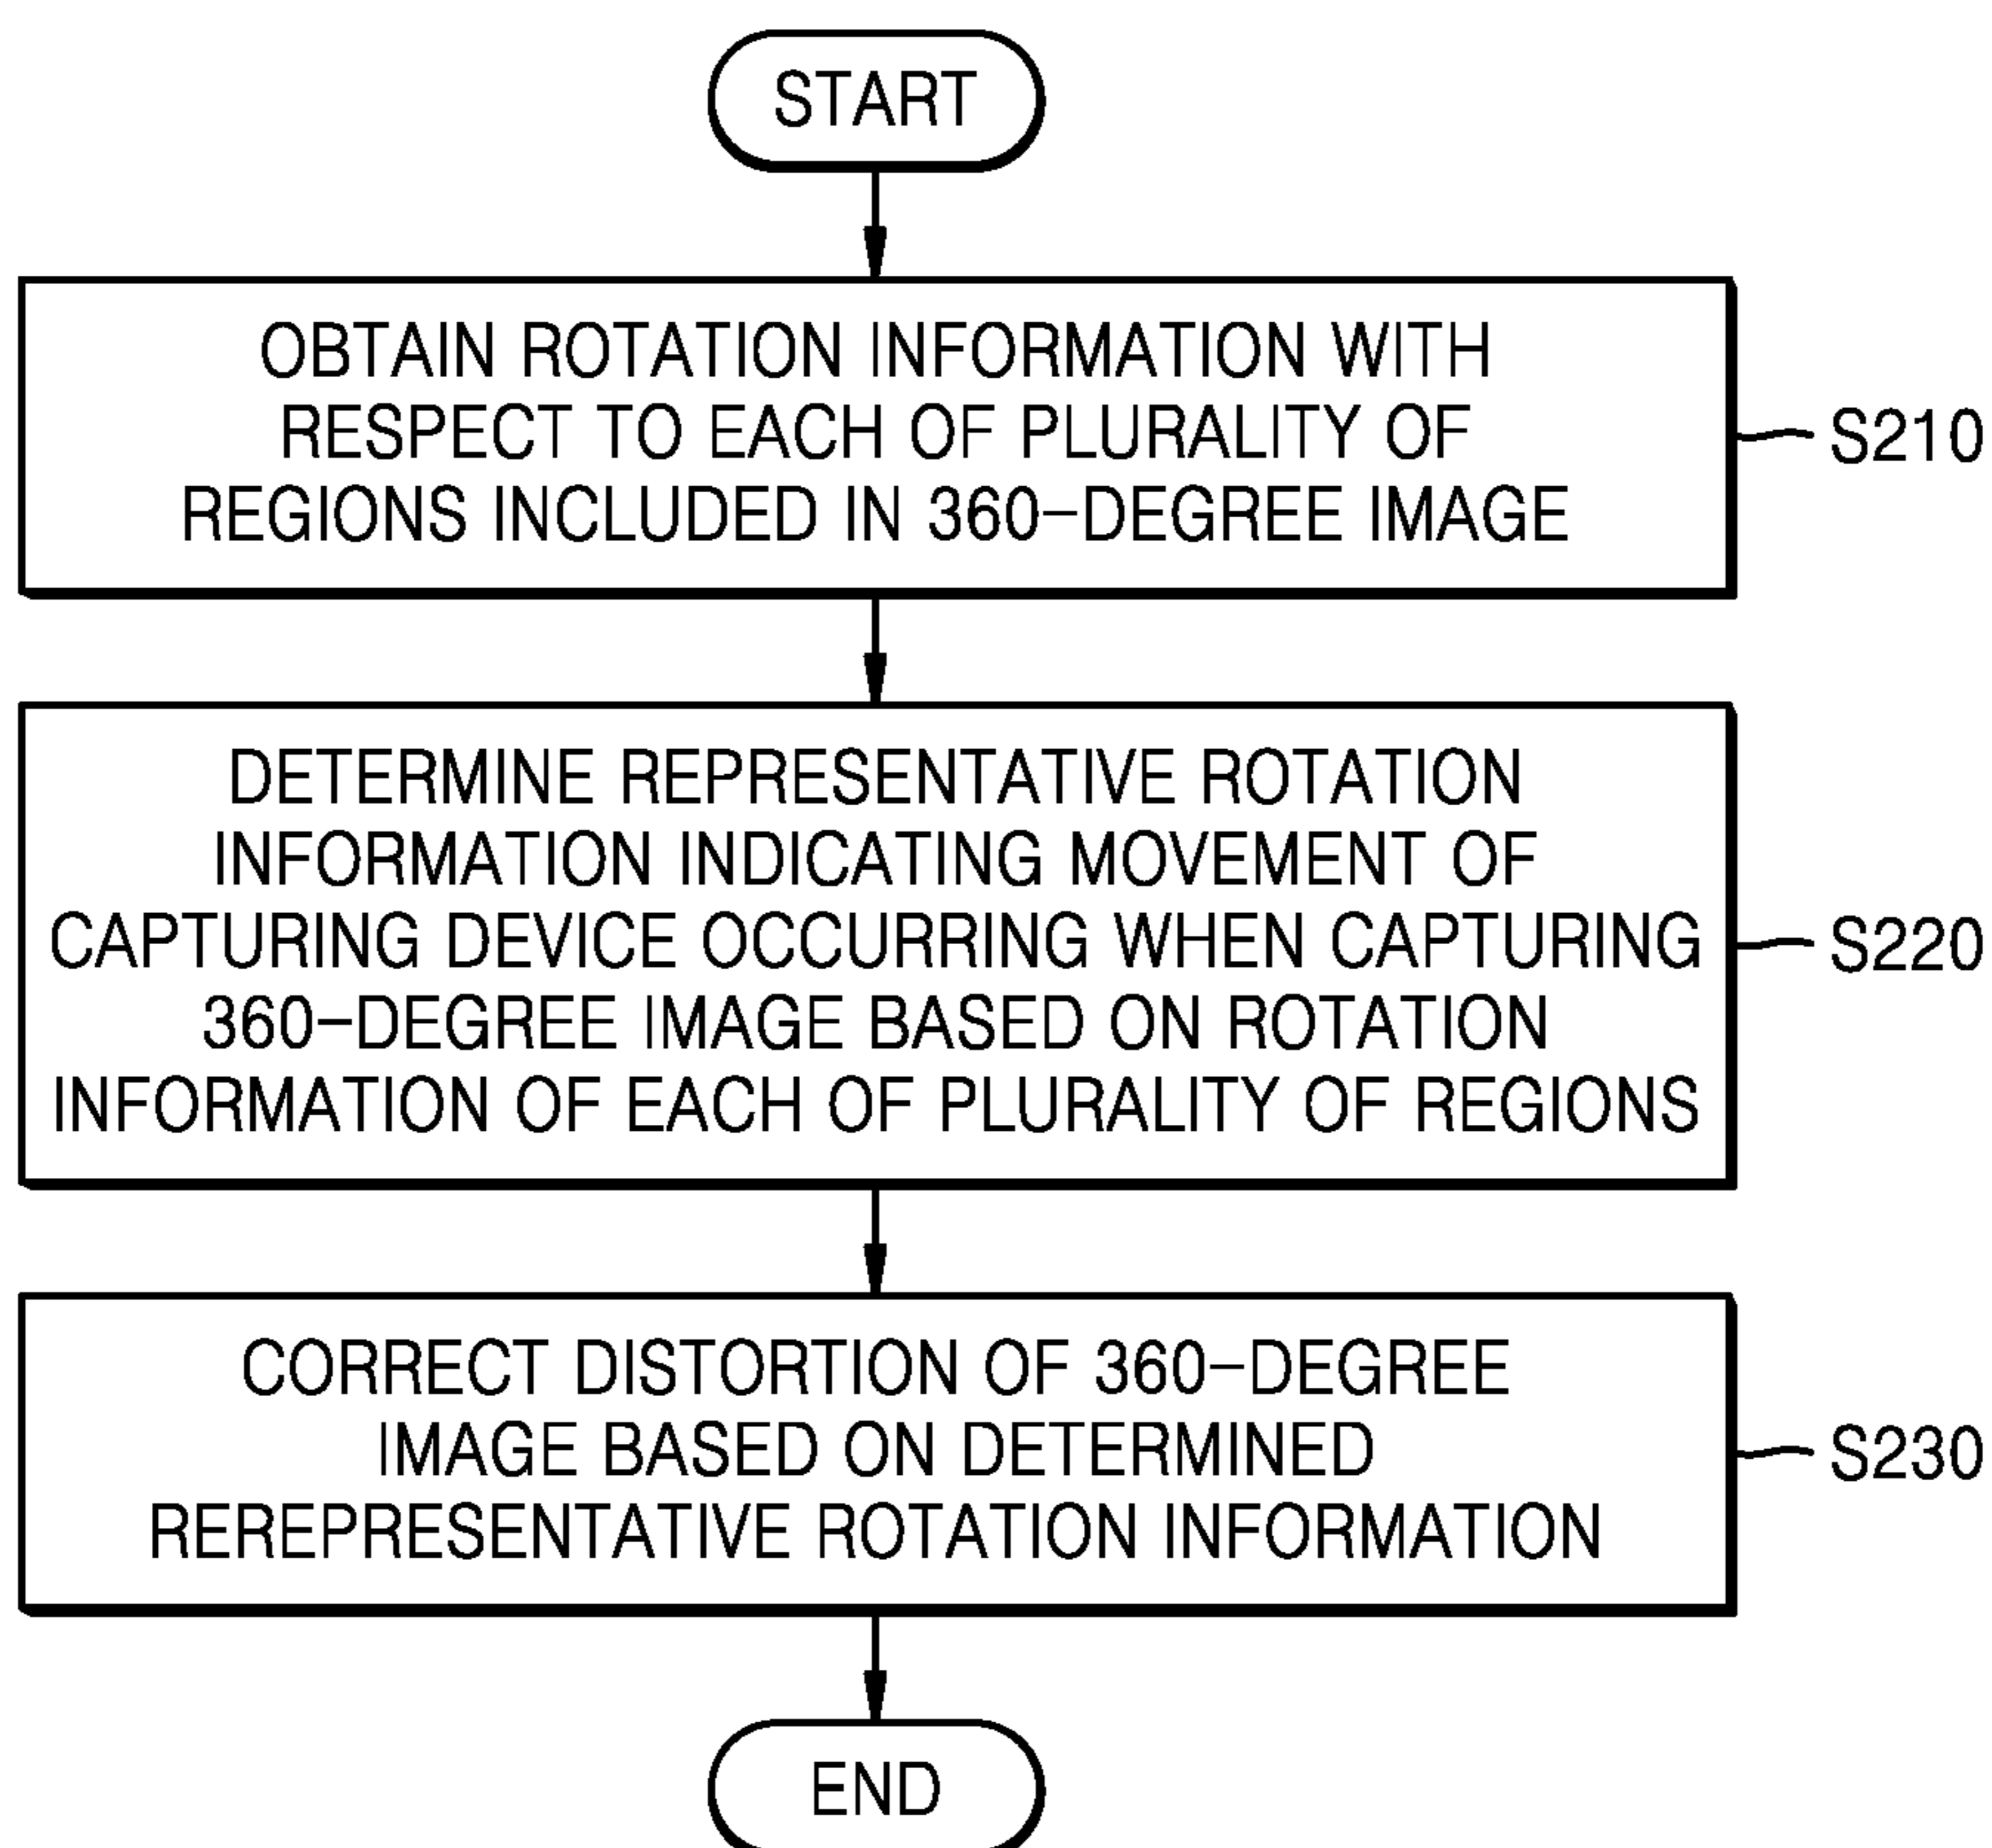 START
OBTAIN ROTATION INFORMATION WITH
RESPECT TO EACH OF PLURALITY OF
REGIONS INCLUDED IN 360-DEGREE IMAGE
S210
DETERMINE REPRESENTATIVE ROTATION
INFORMATION INDICATING MOVEMENT OF
CAPTURING DEVICE OCCURRING WHEN CAPTURING
360-DEGREE IMAGE BASED ON ROTATION
INFORMATION OF EACH OF PLURALITY OF REGIONS
S220
CORRECT DISTORTION OF 360-DEGREE
IMAGE BASED ON DETERMINED
REREPRESENTATIVE ROTATION INFORMATION
S230
END